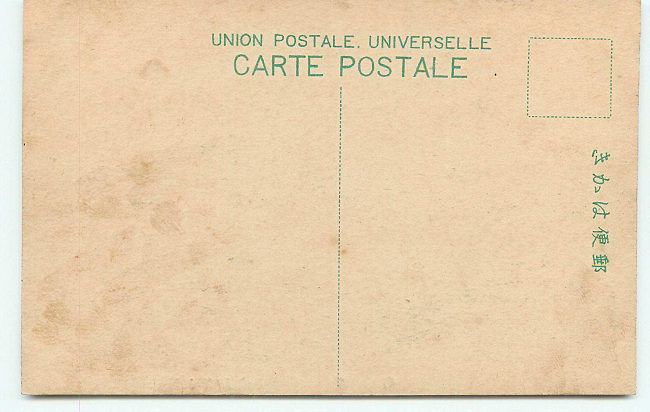 UNION POSTALE. UNIVERSELLE
CARTE POSTALE
郵便はかき